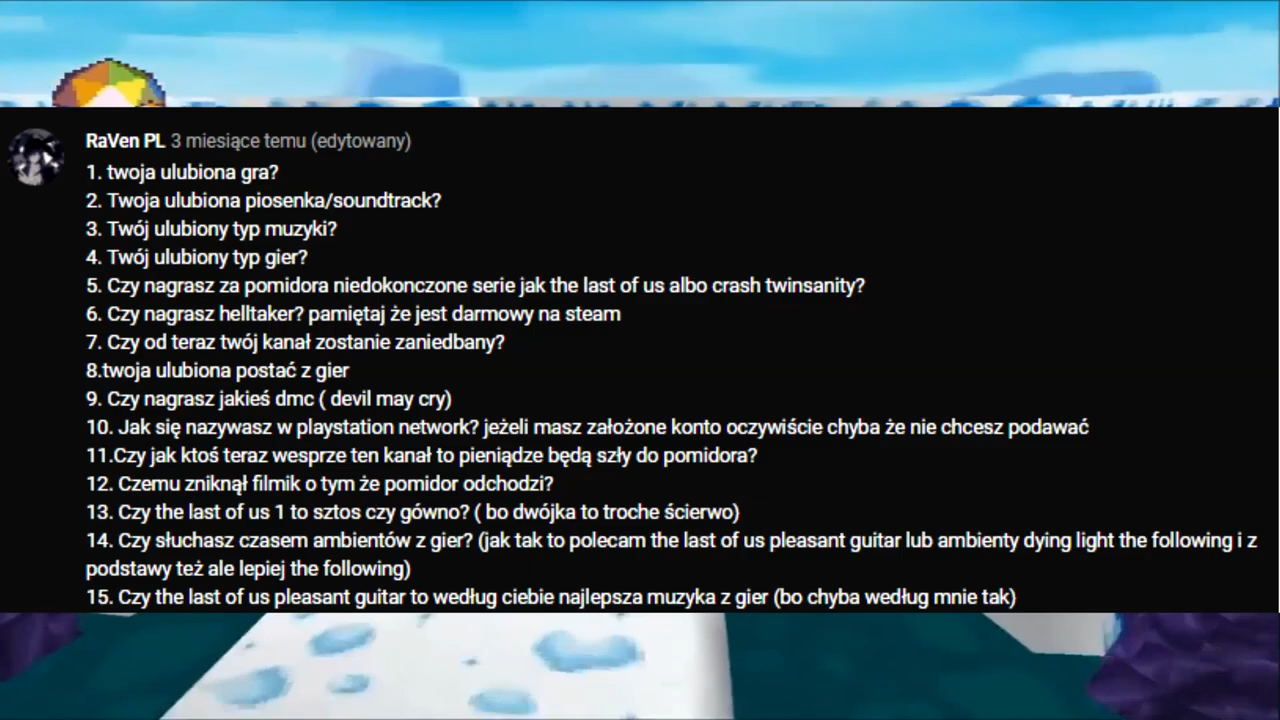 RaVen PL 3 miesiące temu (edytowany)
1. twoja ulubiona gra?
2. Twoja ulubiona piosenka/soundtrack?
3. Twój ulubiony typ muzyki?
4. Twój ulubiony typ gier?
5. Czy nagrasz za pomidora niedokonczone serie jak the last of us albo crash twinsanity?
6. Czy nagrasz helltaker? pamiętaj że jest darmowy na steam
7. Czy od teraz twój kanał zostanie zaniedbany?
8.twoja ulubiona postać z gier
9. Czy nagrasz jakieś dmc ( devil may cry)
10. Jak się nazywasz w playstation network? jeżeli masz założone konto oczywiście chyba że nie chcesz podawać
11.Czy jak ktoś teraz wesprze ten kanał to pieniądze będą szły do pomidora?
12. Czemu zniknął filmik o tym że pomidor odchodzi?
13. Czy the last of us 1 to sztos czy gówno? ( bo dwójka to troche ścierwo)
14. Czy słuchasz czasem ambientów z gier? (jak tak to polecam the last of us pleasant guitar lub ambienty dying light the following i z
podstawy też ale lepiej the following)
15. Czy the last of us pleasant guitar to według ciebie najlepsza muzyka z gier (bo chyba według mnie tak)